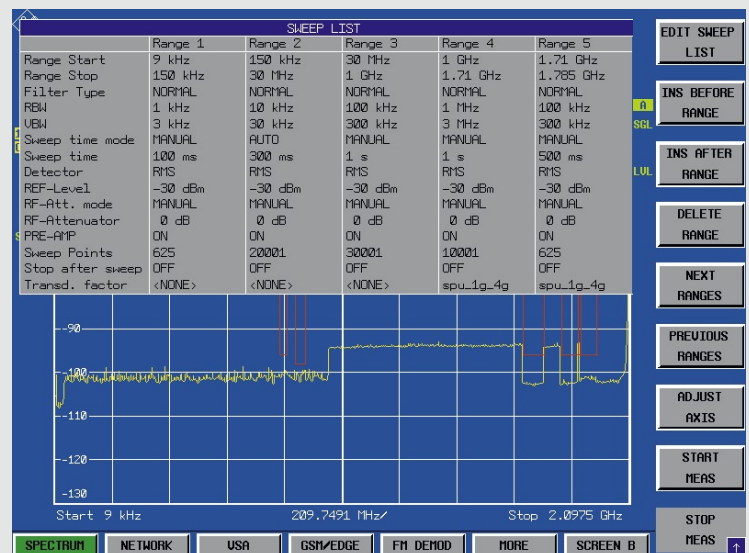 SWEEP LIST
Range 1 Range 2 Range 3 Range 4 Range 5
Range Start 9 kHz 150 kHz 30 MHz 1 GHz 1.71 GHz
Range Stop 150 kHz 30 MHz 1 GHz 1.71 GHz 1.785 GHz
Filter Type NORMAL NORMAL NORMAL NORMAL NORMAL
RBW 1 kHz 10 kHz 100 kHz 1 MHz 100 kHz
VBW 3 kHz 30 kHz 300 kHz 3 MHz 300 kHz
Sweep time mode MANUAL AUTO MANUAL MANUAL MANUAL
Sweep time 100 ms 300 ms 1 s 1 s 500 ms
Detector RMS RMS RMS RMS RMS
REF-Level -30 dBm -30 dBm -30 dBm -30 dBm -30 dBm
RF-Att. mode MANUAL MANUAL MANUAL MANUAL MANUAL
RF-Attenuator 0 dB 0 dB 0 dB 0 dB 0 dB
PRE-AMP ON ON ON ON ON
Sweep Points 625 20001 30001 10001 625
Stop after sweep OFF OFF OFF OFF OFF
Transd. factor <NONE> <NONE> <NONE> spu_1g_4g spu_1g_4g
A
SGL
LVL
-90
-100
-110
-120
-130
Start 9 kHz 209.7491 MHz/ Stop 2.0975 GHz
EDIT SWEEP
LIST
INS BEFORE
RANGE
INS AFTER
RANGE
DELETE
RANGE
NEXT
RANGES
PREVIOUS
RANGES
ADJUST
AXIS
START
MEAS
STOP
MEAS
SPECTRUM NETWORK VSA GSM/EDGE FM DEMOD MORE SCREEN B